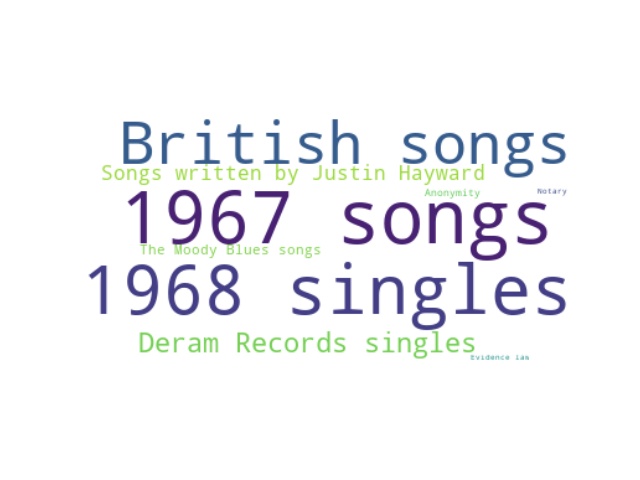 British songs
Songs written by Justin Hayward
Anonymity
Notary
1967 songs
The Moody Blues songs
1968 singles
Deram Records singles
Evidence law